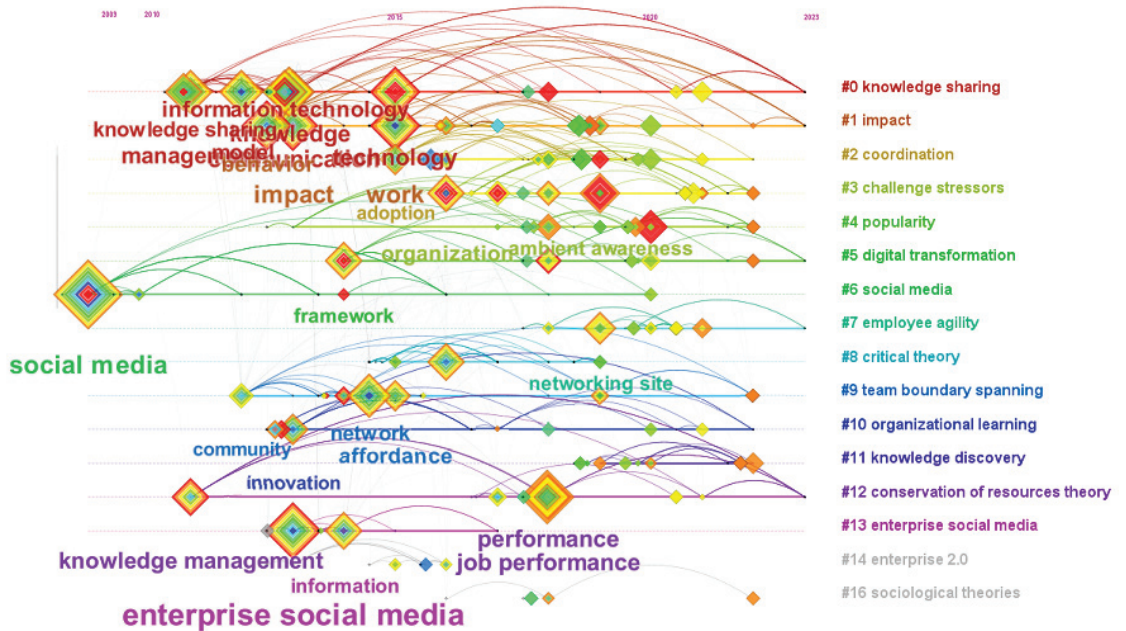 2009 2010 2015 2020 2023
#0 knowledge sharing
information technology
#1 impact
knowledge sharing knowledge
management communication technology
model
behavior
#2 coordination
impact work
#3 challenge stressors
adoption
#4 popularity
organization ambient awareness
#5 digital transformation
#6 social media
framework
#7 employee agility
social media
#8 critical theory
networking site
#9 team boundary spanning
#10 organizational learning
network
community
affordance
#11 knowledge discovery
innovation
#12 conservation of resources theory
#13 enterprise social media
performance
knowledge management
job performance
#14 enterprise 2.0
information
#16 sociological theories
enterprise social media